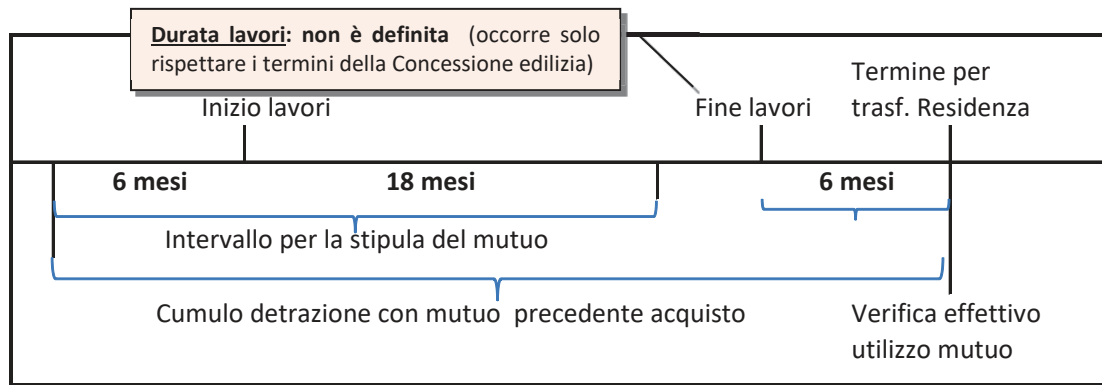 Durata lavori: non è definita (occorre solo
rispettare i termini della Concessione edilizia)
Inizio lavori
Fine lavori
Termine per
trasf. Residenza
6 mesi
18 mesi
6 mesi
Intervallo per la stipula del mutuo
Cumulo detrazione con mutuo precedente acquisto
Verifica effettivo
utilizzo mutuo